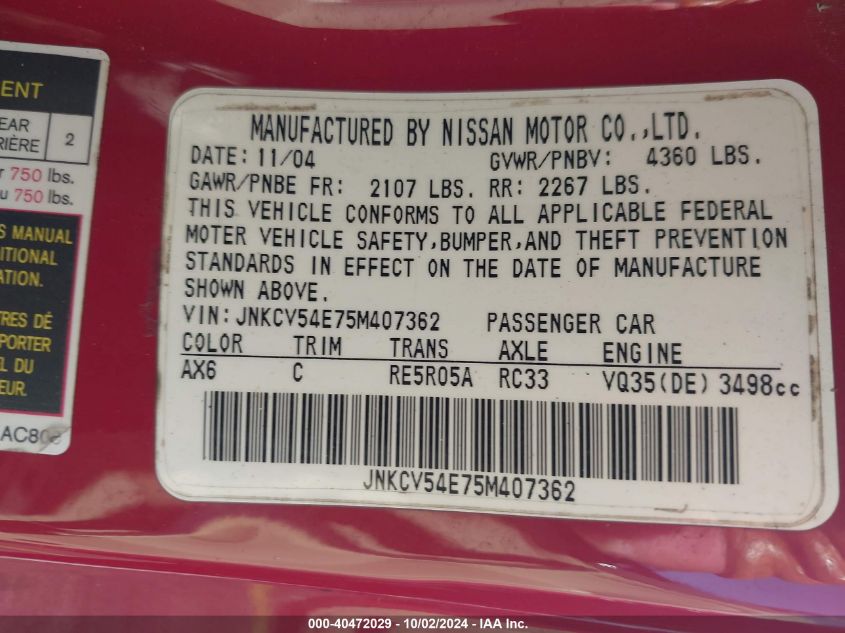 ENT
EAR
RIÈRE 2
r 750 lbs.
u 750 lbs.
S MANUAL
DITIONAL
ATION.
TRES DÉ
PORTER
EL DU
EUR.
MANUFACTURED BY NISSAN MOTOR CO.,LTD.
DATE: 11/04 GVWR/PNBV: 4360 LBS.
GAWR/PNBE FR: 2107 LBS. RR: 2267 LBS.
THIS VEHICLE CONFORMS TO ALL APPLICABLE FEDERAL
MOTER VEHICLE SAFETY,BUMPER,AND THEFT PREVENTION
STANDARDS IN EFFECT ON THE DATE OF MANUFACTURE
SHOWN ABOVE.
VIN:JNKCV54E75M407362 PASSENGER CAR
COLOR TRIM TRANS AXLE ENGINE
AX6 C RE5R05A RC33 VQ35(DE) 3498cc
JNKCV54E75M407362
000-40472029 - 10/02/2024 - IAA Inc.